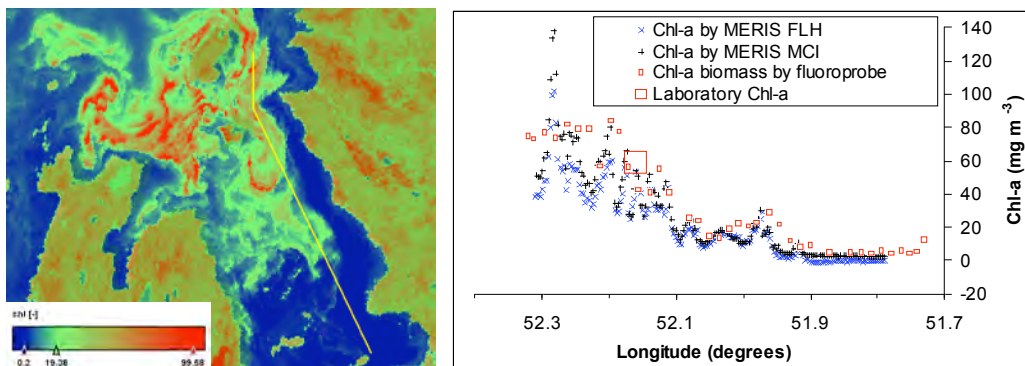 chl [-]
0.2 19.38 99.58
Chl-a by MERIS FLH
Chl-a by MERIS MCI
Chl-a biomass by fluoroprobe
Laboratory Chl-a
140
120
100
80
60
40
20
0
-20
Chl-a (mg m⁻³)
52.3 52.1 51.9 51.7
Longitude (degrees)